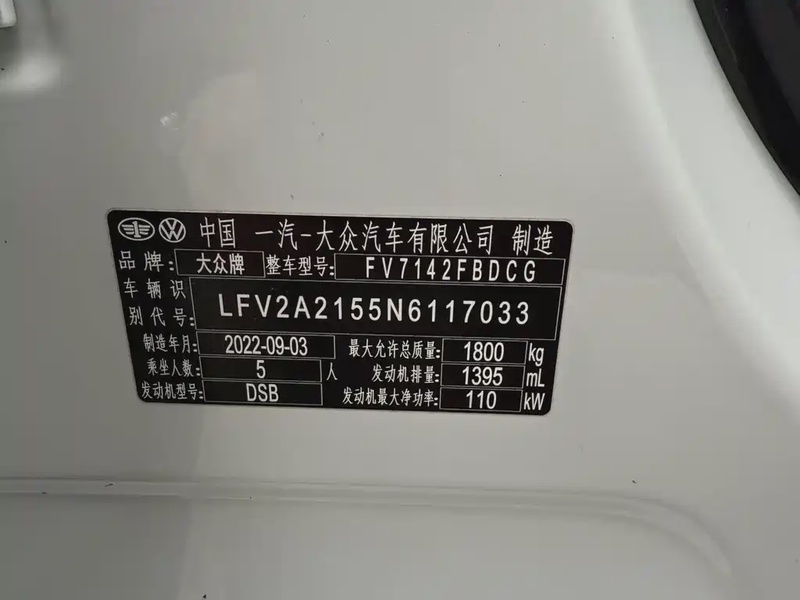 中国 一汽-大众汽车有限公司 制造
品牌: 大众牌 整车型号: FV7142FBDCG
车辆识别代号: LFV2A2155N6117033
制造年月: 2022-09-03 最大允许总质量: 1800 kg
乘坐人数: 5 人 发动机排量: 1395 mL
发动机型号: DSB 发动机最大净功率: 110 kW